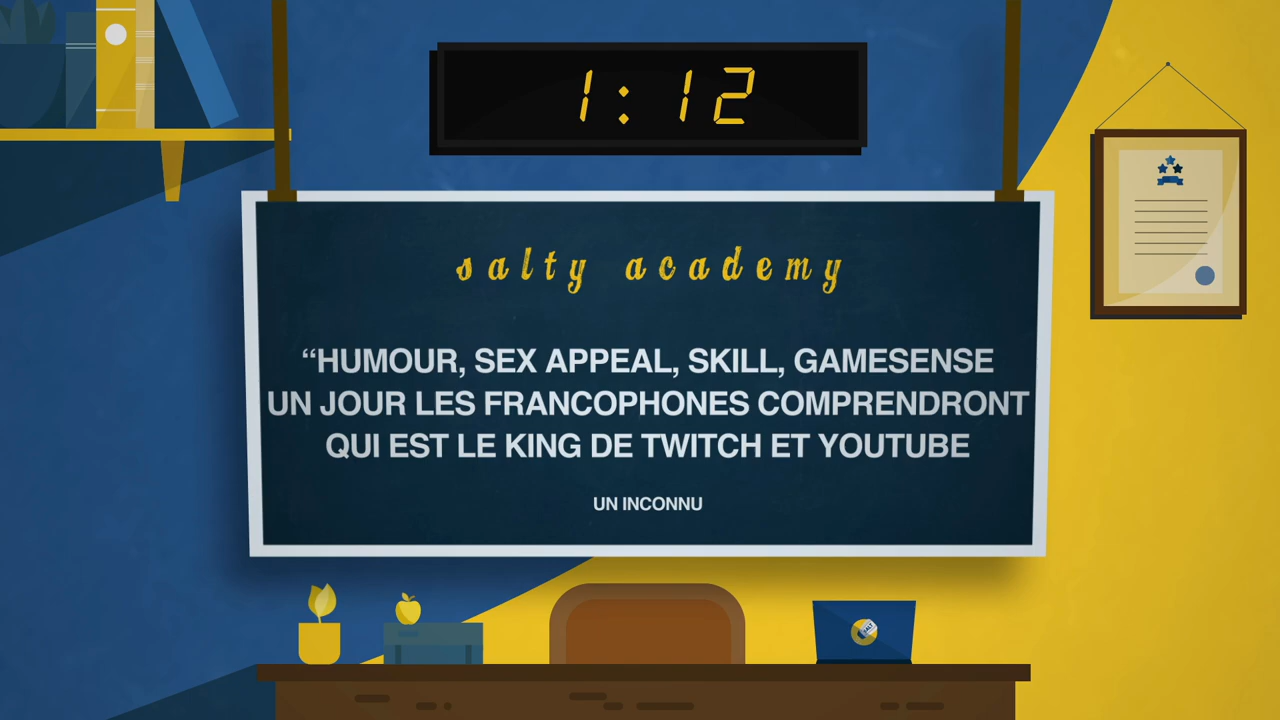 1:12
salty academy
“HUMOUR, SEX APPEAL, SKILL, GAMESENSE
UN JOUR LES FRANCOPHONES COMPRENDRONT
QUI EST LE KING DE TWITCH ET YOUTUBE
UN INCONNU
SALT